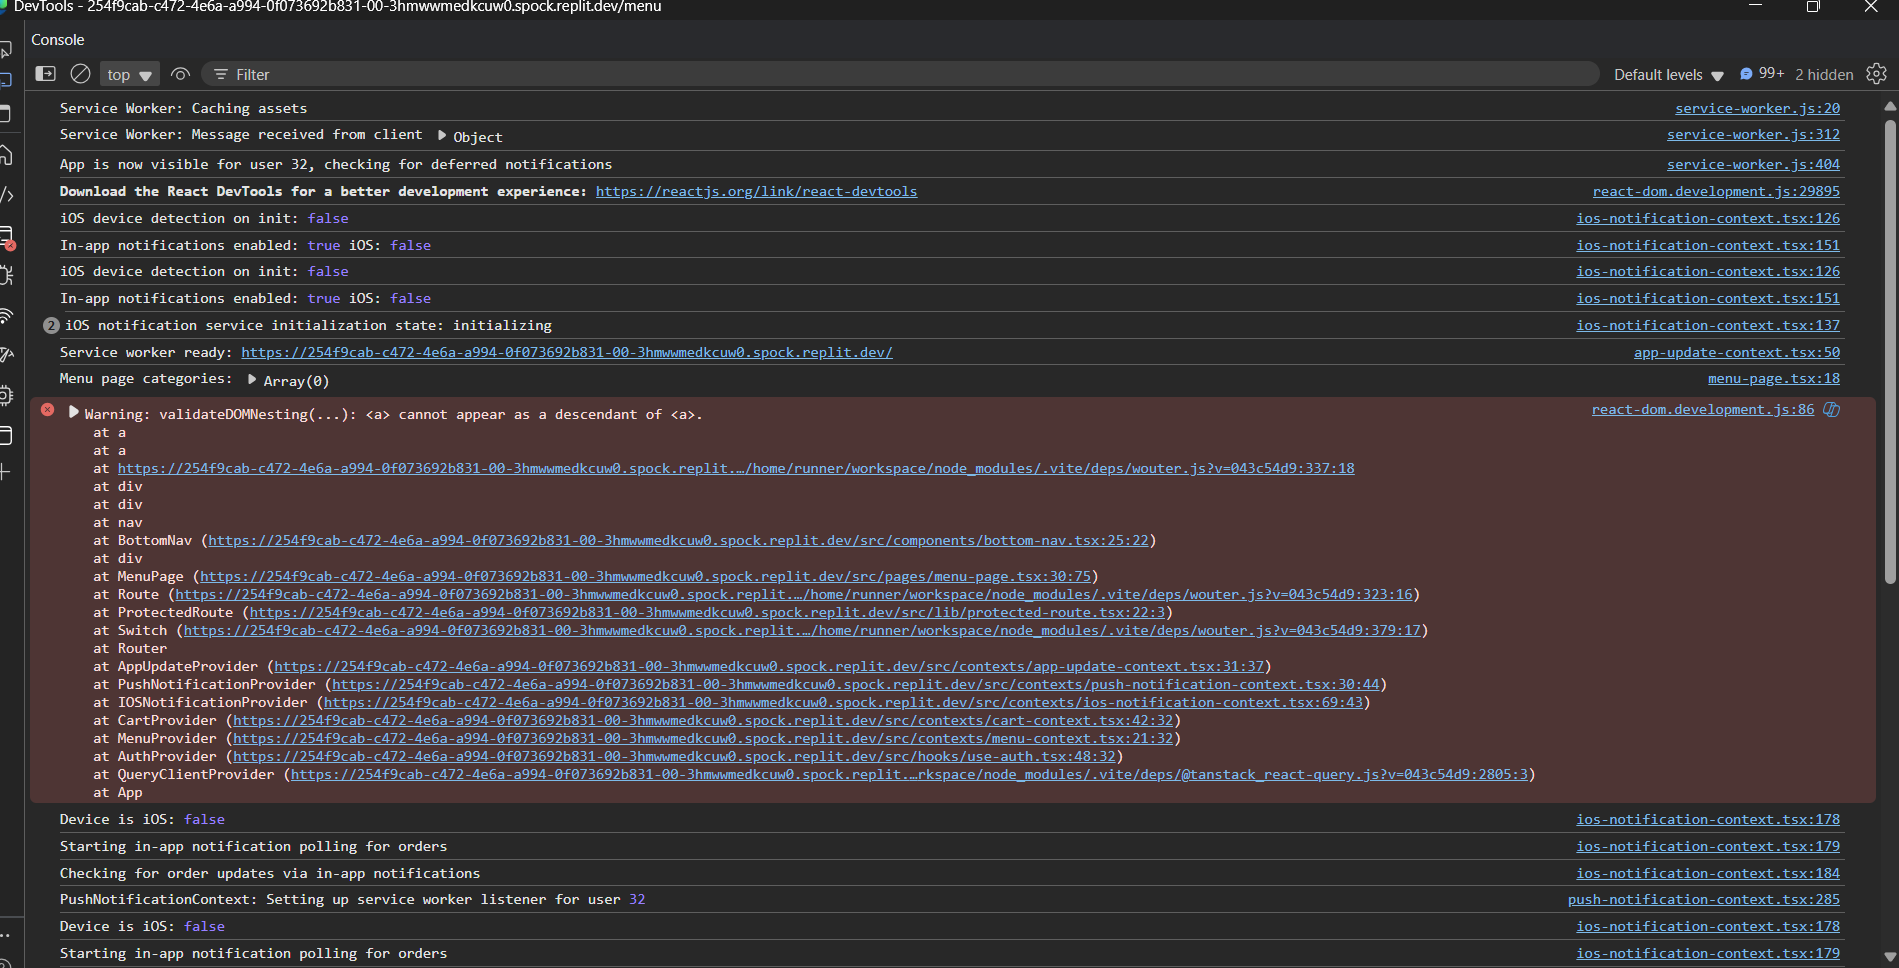 DevTools - 254f9cab-c472-4e6a-a994-0f073692b831-00-3hmwwmedkcuw0.spock.replit.dev/menu
Console
top Filter Default levels 99+ 2 hidden
Service Worker: Caching assets service-worker.js:20
Service Worker: Message received from client Object service-worker.js:312
App is now visible for user 32, checking for deferred notifications service-worker.js:404
Download the React DevTools for a better development experience: https://reactjs.org/link/react-devtools react-dom.development.js:29895
iOS device detection on init: false ios-notification-context.tsx:126
In-app notifications enabled: true iOS: false ios-notification-context.tsx:151
iOS device detection on init: false ios-notification-context.tsx:126
In-app notifications enabled: true iOS: false ios-notification-context.tsx:151
2 iOS notification service initialization state: initializing ios-notification-context.tsx:137
Service worker ready: https://254f9cab-c472-4e6a-a994-0f073692b831-00-3hmwwmedkcuw0.spock.replit.dev/ app-update-context.tsx:50
Menu page categories: Array(0) menu-page.tsx:18
Warning: validateDOMNesting(...): <a> cannot appear as a descendant of <a>. react-dom.development.js:86
at a
at a
at https://254f9cab-c472-4e6a-a994-0f073692b831-00-3hmwwmedkcuw0.spock.replit.…/home/runner/workspace/node_modules/.vite/deps/wouter.js?v=043c54d9:337:18
at div
at div
at nav
at BottomNav (https://254f9cab-c472-4e6a-a994-0f073692b831-00-3hmwwmedkcuw0.spock.replit.dev/src/components/bottom-nav.tsx:25:22)
at div
at MenuPage (https://254f9cab-c472-4e6a-a994-0f073692b831-00-3hmwwmedkcuw0.spock.replit.dev/src/pages/menu-page.tsx:30:75)
at Route (https://254f9cab-c472-4e6a-a994-0f073692b831-00-3hmwwmedkcuw0.spock.replit.…/home/runner/workspace/node_modules/.vite/deps/wouter.js?v=043c54d9:323:16)
at ProtectedRoute (https://254f9cab-c472-4e6a-a994-0f073692b831-00-3hmwwmedkcuw0.spock.replit.dev/src/lib/protected-route.tsx:22:3)
at Switch (https://254f9cab-c472-4e6a-a994-0f073692b831-00-3hmwwmedkcuw0.spock.replit.…/home/runner/workspace/node_modules/.vite/deps/wouter.js?v=043c54d9:379:17)
at Router
at AppUpdateProvider (https://254f9cab-c472-4e6a-a994-0f073692b831-00-3hmwwmedkcuw0.spock.replit.dev/src/contexts/app-update-context.tsx:31:37)
at PushNotificationProvider (https://254f9cab-c472-4e6a-a994-0f073692b831-00-3hmwwmedkcuw0.spock.replit.dev/src/contexts/push-notification-context.tsx:30:44)
at IOSNotificationProvider (https://254f9cab-c472-4e6a-a994-0f073692b831-00-3hmwwmedkcuw0.spock.replit.dev/src/contexts/ios-notification-context.tsx:69:43)
at CartProvider (https://254f9cab-c472-4e6a-a994-0f073692b831-00-3hmwwmedkcuw0.spock.replit.dev/src/contexts/cart-context.tsx:42:32)
at MenuProvider (https://254f9cab-c472-4e6a-a994-0f073692b831-00-3hmwwmedkcuw0.spock.replit.dev/src/contexts/menu-context.tsx:21:32)
at AuthProvider (https://254f9cab-c472-4e6a-a994-0f073692b831-00-3hmwwmedkcuw0.spock.replit.dev/src/hooks/use-auth.tsx:48:32)
at QueryClientProvider (https://254f9cab-c472-4e6a-a994-0f073692b831-00-3hmwwmedkcuw0.spock.replit.…rkspace/node_modules/.vite/deps/@tanstack_react-query.js?v=043c54d9:2805:3)
at App
Device is iOS: false ios-notification-context.tsx:178
Starting in-app notification polling for orders ios-notification-context.tsx:179
Checking for order updates via in-app notifications ios-notification-context.tsx:184
PushNotificationContext: Setting up service worker listener for user 32 push-notification-context.tsx:285
Device is iOS: false ios-notification-context.tsx:178
Starting in-app notification polling for orders ios-notification-context.tsx:179